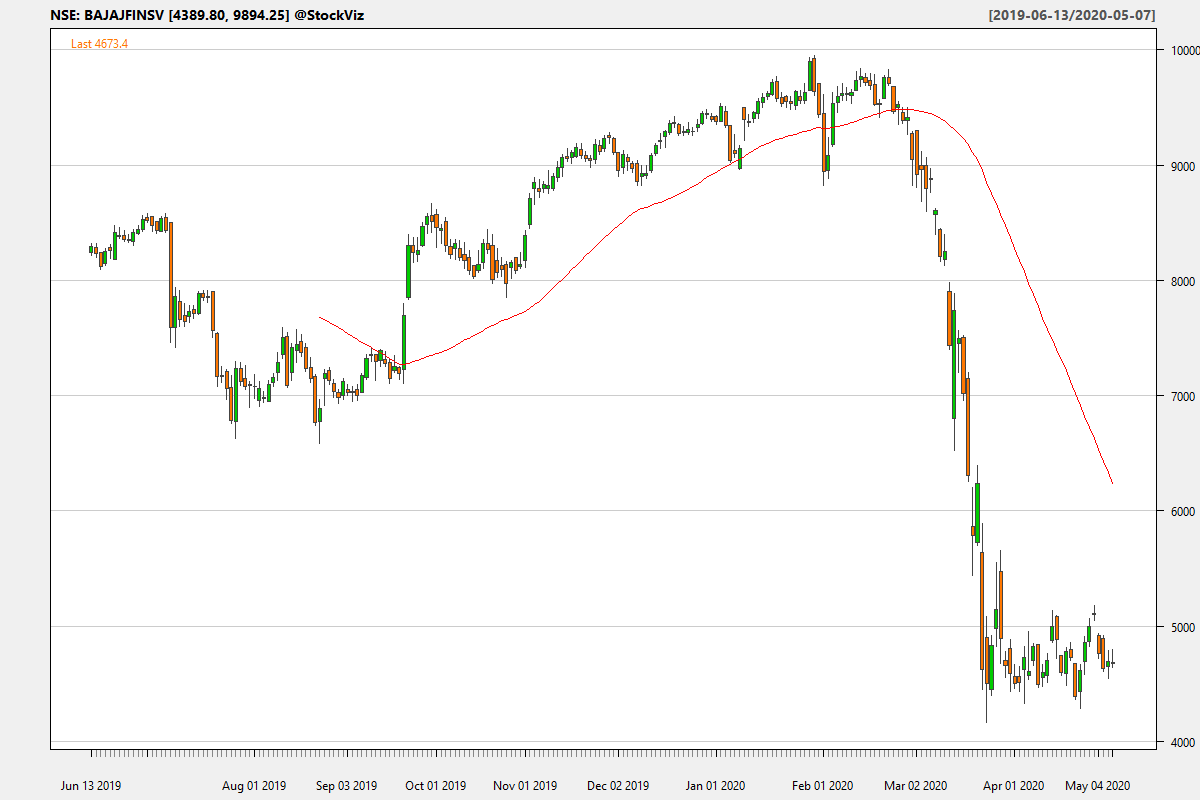 NSE: BAJAJFINSV [4389.80, 9894.25] @StockViz
[2019-06-13/2020-05-07]
Last 4673.4
10000
9000
8000
7000
6000
5000
4000
Jun 13 2019
Aug 01 2019
Sep 03 2019
Oct 01 2019
Nov 01 2019
Dec 02 2019
Jan 01 2020
Feb 01 2020
Mar 02 2020
Apr 01 2020
May 04 2020